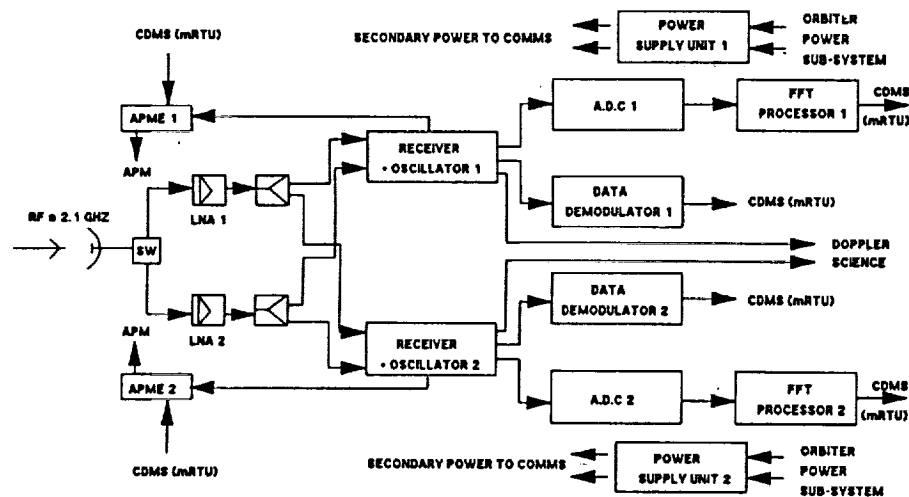 CDMS (mRTU)
SECONDARY POWER TO COMMS
POWER
SUPPLY UNIT 1
ORBITER
POWER
SUB-SYSTEM
APME 1
APM
A.D.C 1
FFT
PROCESSOR 1
CDMS
(mRTU)
RECEIVER
+ OSCILLATOR 1
LNA 1
DATA
DEMODULATOR 1
CDMS (mRTU)
RF @ 2.1 GHZ
SW
DOPPLER
SCIENCE
DATA
DEMODULATOR 2
CDMS (mRTU)
LNA 2
APM
RECEIVER
+ OSCILLATOR 2
APME 2
A.D.C 2
FFT
PROCESSOR 2
CDMS
(mRTU)
CDMS (mRTU)
SECONDARY POWER TO COMMS
POWER
SUPPLY UNIT 2
ORBITER
POWER
SUB-SYSTEM